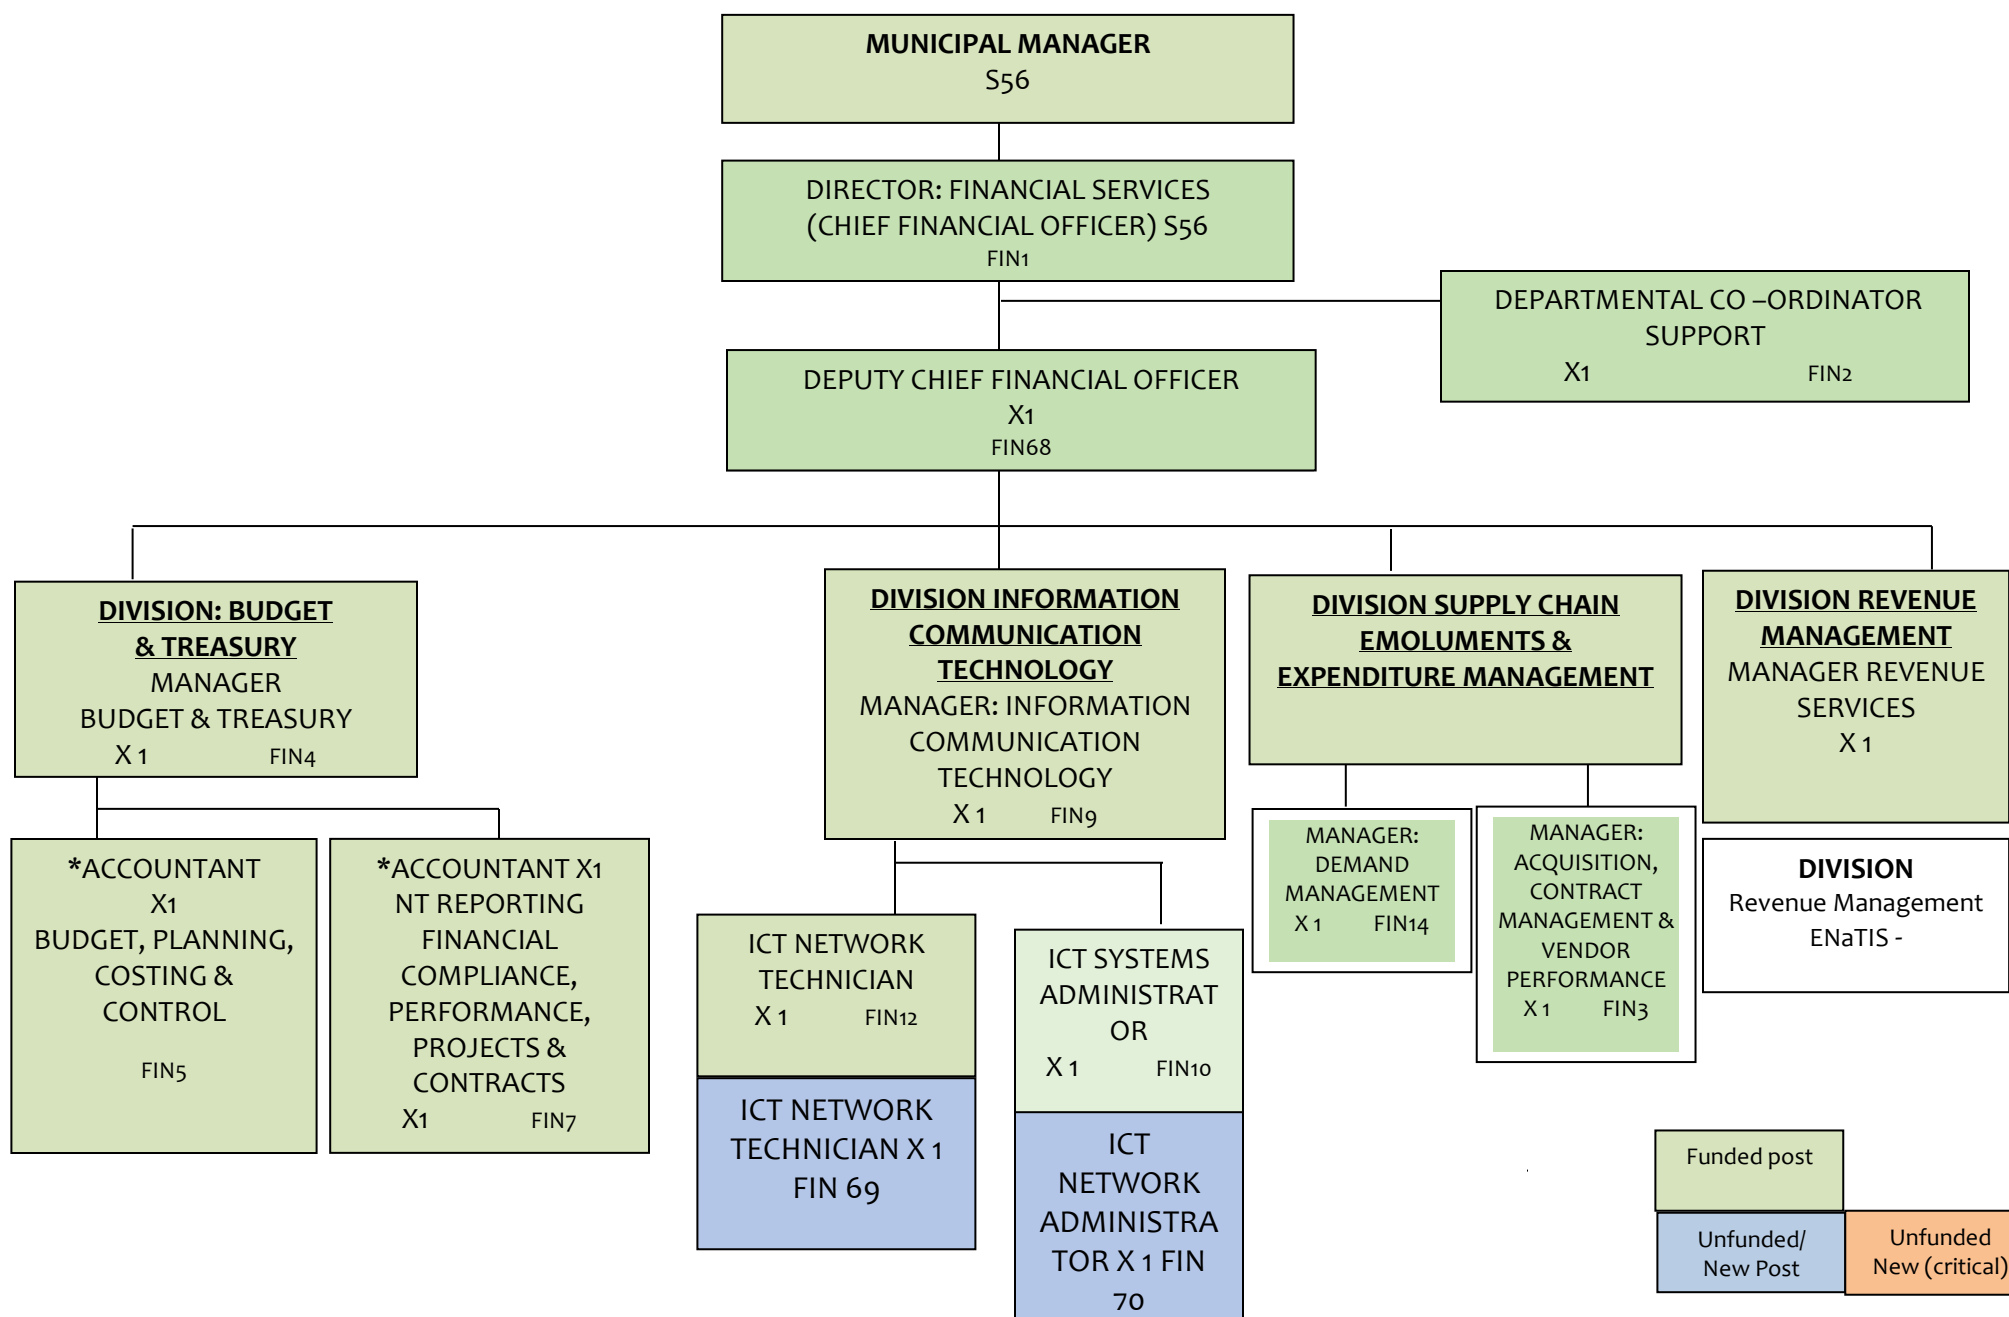 MUNICIPAL MANAGER
S56
DIRECTOR: FINANCIAL SERVICES
(CHIEF FINANCIAL OFFICER) S56
FIN1
DEPARTMENTAL CO –ORDINATOR
SUPPORT
X1 FIN2
DEPUTY CHIEF FINANCIAL OFFICER
X1
FIN68
DIVISION: BUDGET
& TREASURY
MANAGER
BUDGET & TREASURY
X 1 FIN4
DIVISION INFORMATION
COMMUNICATION
TECHNOLOGY
MANAGER: INFORMATION
COMMUNICATION
TECHNOLOGY
X 1 FIN9
DIVISION SUPPLY CHAIN
EMOLUMENTS &
EXPENDITURE MANAGEMENT
DIVISION REVENUE
MANAGEMENT
MANAGER REVENUE
SERVICES
X 1
*ACCOUNTANT
X1
BUDGET, PLANNING,
COSTING &
CONTROL
FIN5
*ACCOUNTANT X1
NT REPORTING
FINANCIAL
COMPLIANCE,
PERFORMANCE,
PROJECTS &
CONTRACTS
X1 FIN7
ICT NETWORK
TECHNICIAN
X 1 FIN12
ICT NETWORK
TECHNICIAN X 1
FIN 69
ICT SYSTEMS
ADMINISTRAT
OR
X 1 FIN10
ICT
NETWORK
ADMINISTRA
TOR X 1 FIN
70
MANAGER:
DEMAND
MANAGEMENT
X 1 FIN14
MANAGER:
ACQUISITION,
CONTRACT
MANAGEMENT &
VENDOR
PERFORMANCE
X 1 FIN3
DIVISION
Revenue Management
ENaTIS -
Funded post
Unfunded/
New Post
Unfunded
New (critical)